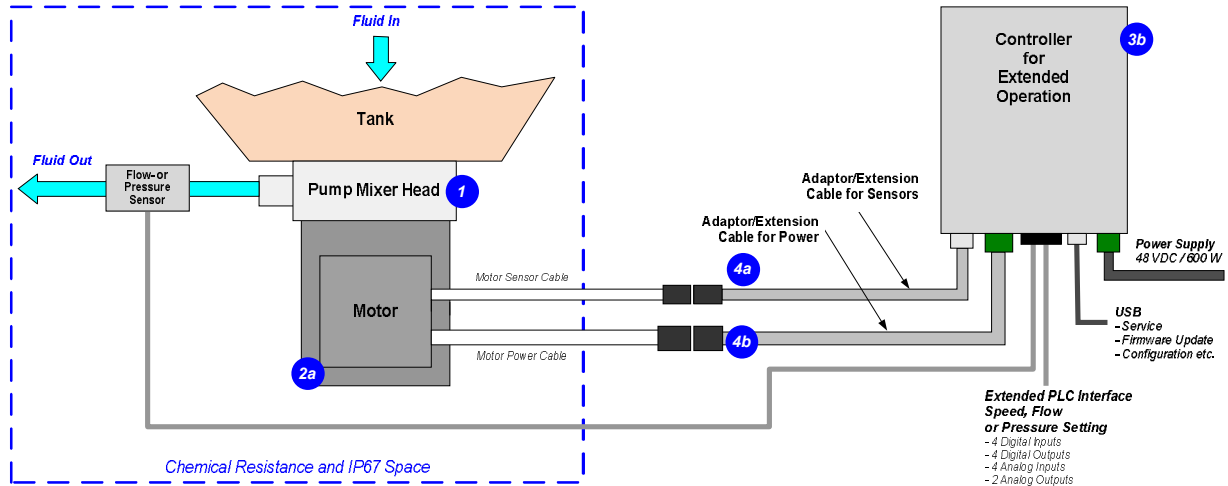 Fluid In
Tank
Fluid Out
Flow-or
Pressure
Sensor
Pump Mixer Head
1
Motor
2a
Motor Sensor Cable
Motor Power Cable
Chemical Resistance and IP67 Space
4a
4b
Adaptor/Extension
Cable for Sensors
Adaptor/Extension
Cable for Power
Controller
for
Extended
Operation
3b
Power Supply
48 VDC / 600 W
USB
- Service
- Firmware Update
- Configuration etc.
Extended PLC Interface
Speed, Flow
or Pressure Setting
- 4 Digital Inputs
- 4 Digital Outputs
- 4 Analog Inputs
- 2 Analog Outputs